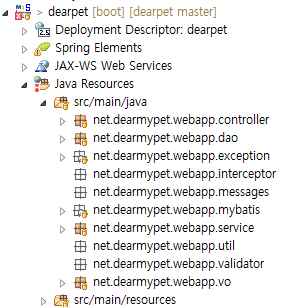 > dearpet [boot] [dearpet master]
Deployment Descriptor: dearpet
Spring Elements
JAX-WS Web Services
Java Resources
src/main/java
net.dearmypet.webapp.controller
net.dearmypet.webapp.dao
net.dearmypet.webapp.exception
net.dearmypet.webapp.interceptor
net.dearmypet.webapp.messages
net.dearmypet.webapp.mybatis
net.dearmypet.webapp.service
net.dearmypet.webapp.util
net.dearmypet.webapp.validator
net.dearmypet.webapp.vo
src/main/resources